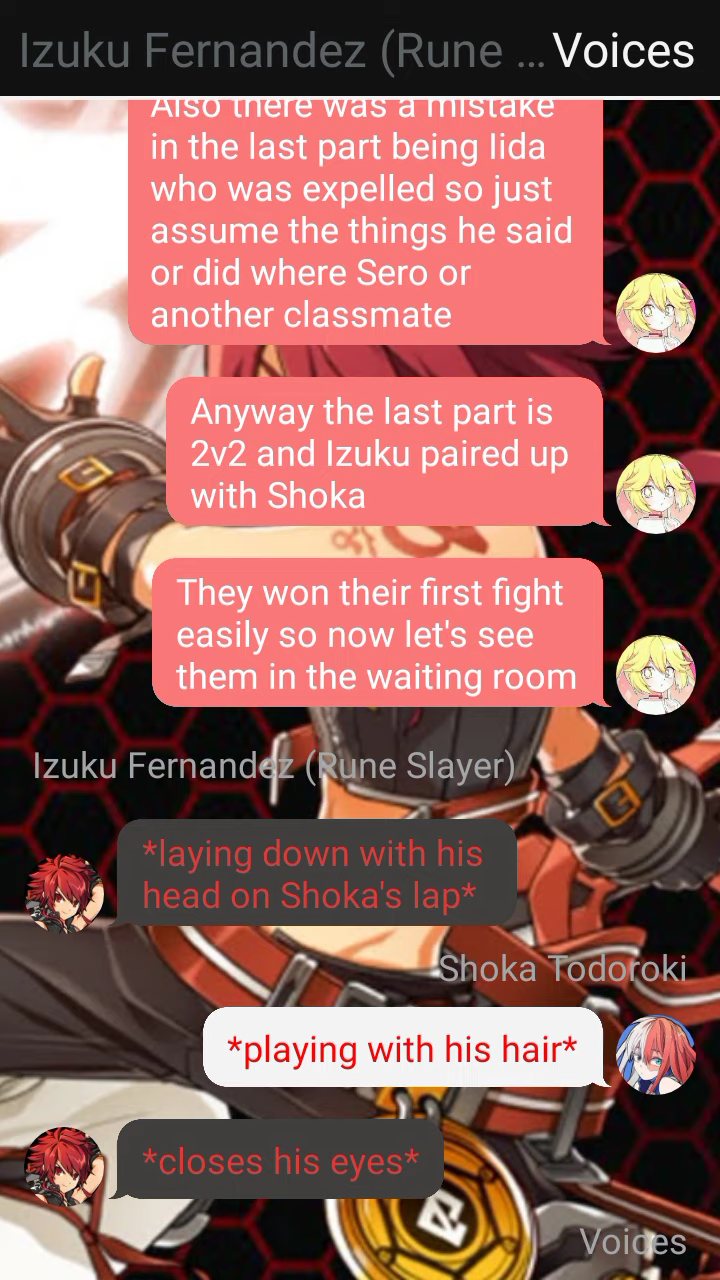 Izuku Fernandez (Rune ... Voices
Also there was a mistake
in the last part being Iida
who was expelled so just
assume the things he said
or did where Sero or
another classmate
Anyway the last part is
2v2 and Izuku paired up
with Shoka
They won their first fight
easily so now let's see
them in the waiting room
Izuku Fernandez (Rune Slayer)
*laying down with his
head on Shoka's lap*
Shoka Todoroki
*playing with his hair*
*closes his eyes*
Voices